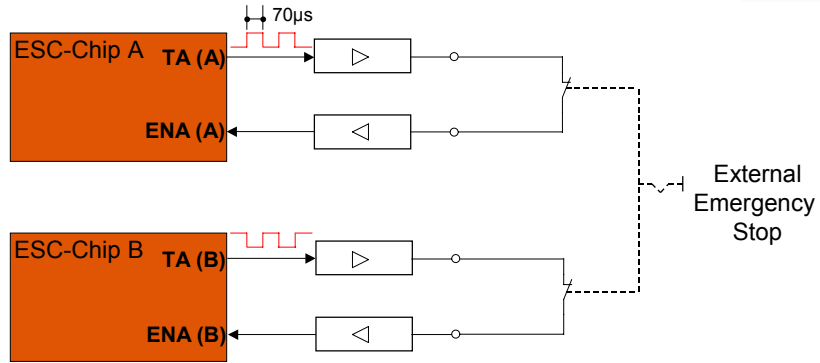 70µs
ESC-Chip A
TA (A)
ENA (A)
External
Emergency
Stop
ESC-Chip B
TA (B)
ENA (B)